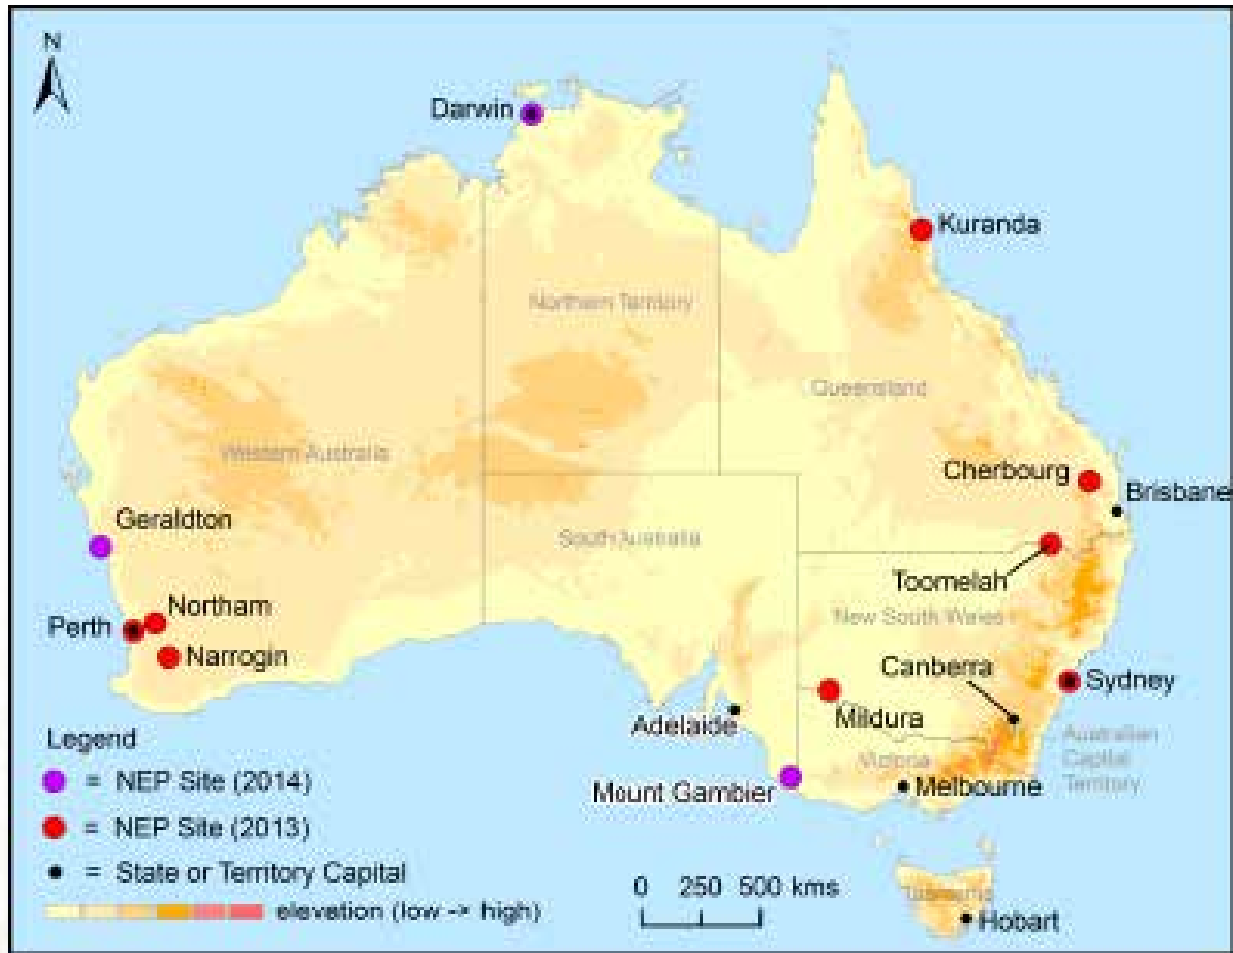 N
Darwin
Kuranda
Northern Territory
Queensland
Western Australia
Cherbourg
Brisbane
Geraldton
South Australia
Toomelah
Northam
New South Wales
Perth
Narrogin
Canberra
Sydney
Mildura
Adelaide
Australian
Capital
Territory
Victoria
Melbourne
Mount Gambier
Legend
= NEP Site (2014)
= NEP Site (2013)
= State or Territory Capital
elevation (low -> high)
0 250 500 kms
Tasmania
Hobart